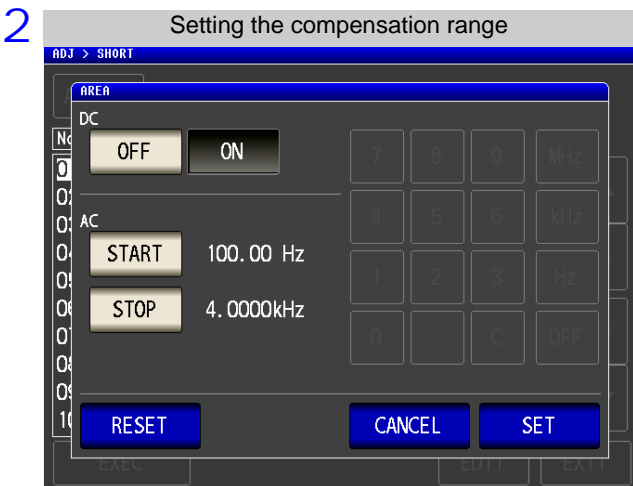 2 Setting the compensation range
ADJ > SHORT
AREA
DC
OFF ON 7 8 9 MHz
AC 4 5 6 kHz
START 100.00 Hz 1 2 3 Hz
STOP 4.0000kHz 0 . C OFF
RESET CANCEL SET
EXEC EDIT EXIT